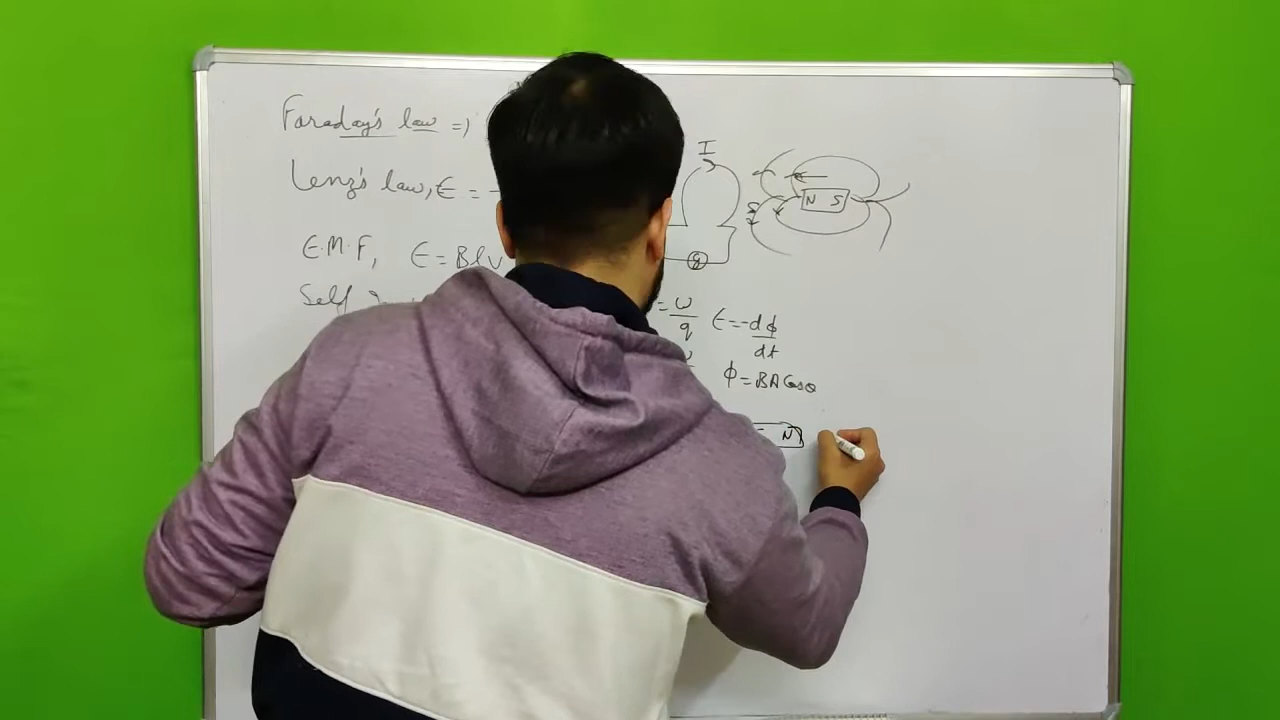 Faraday's law =)
Lenz's law, ε = -
E.M.F, ε = Blv
Self
I
N S
S
G
= w/q ε = -dϕ/dt
ϕ = BA Cosθ
N